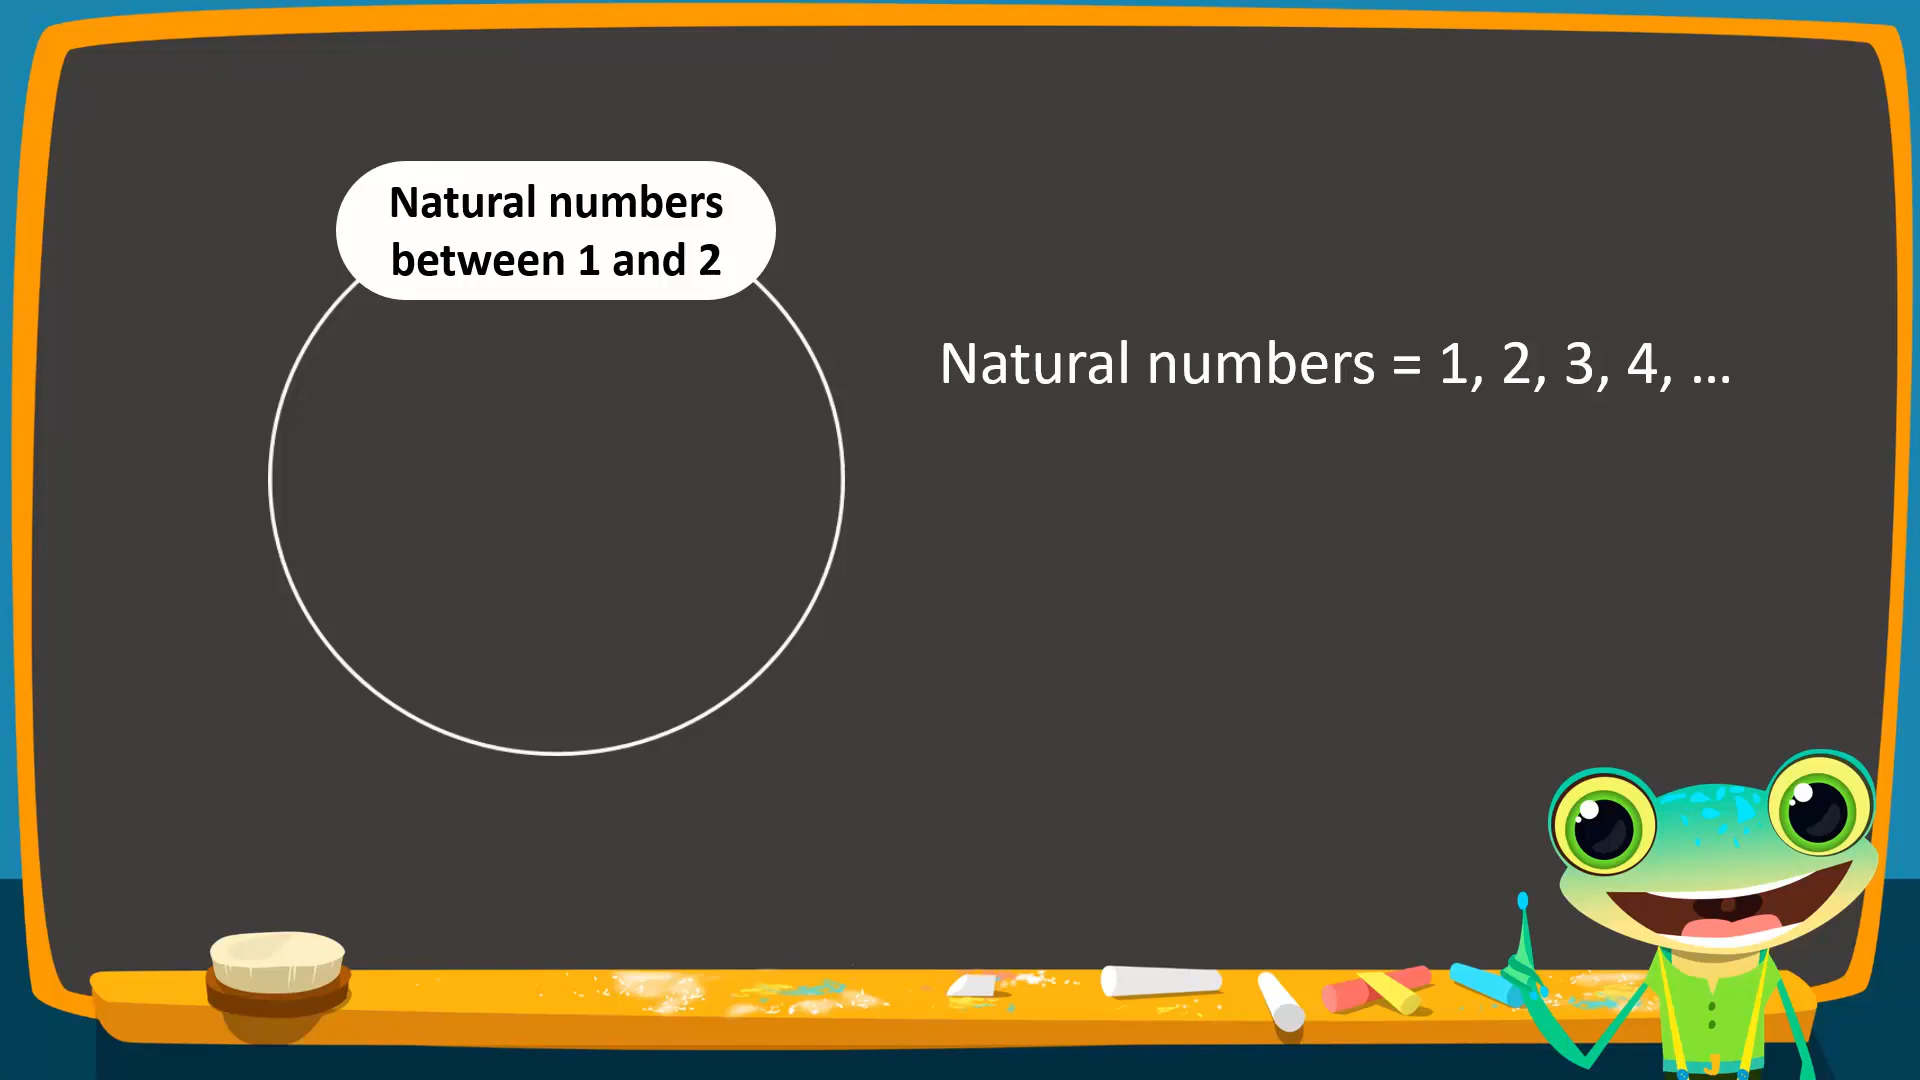 Natural numbers
between 1 and 2
Natural numbers = 1, 2, 3, 4, ...